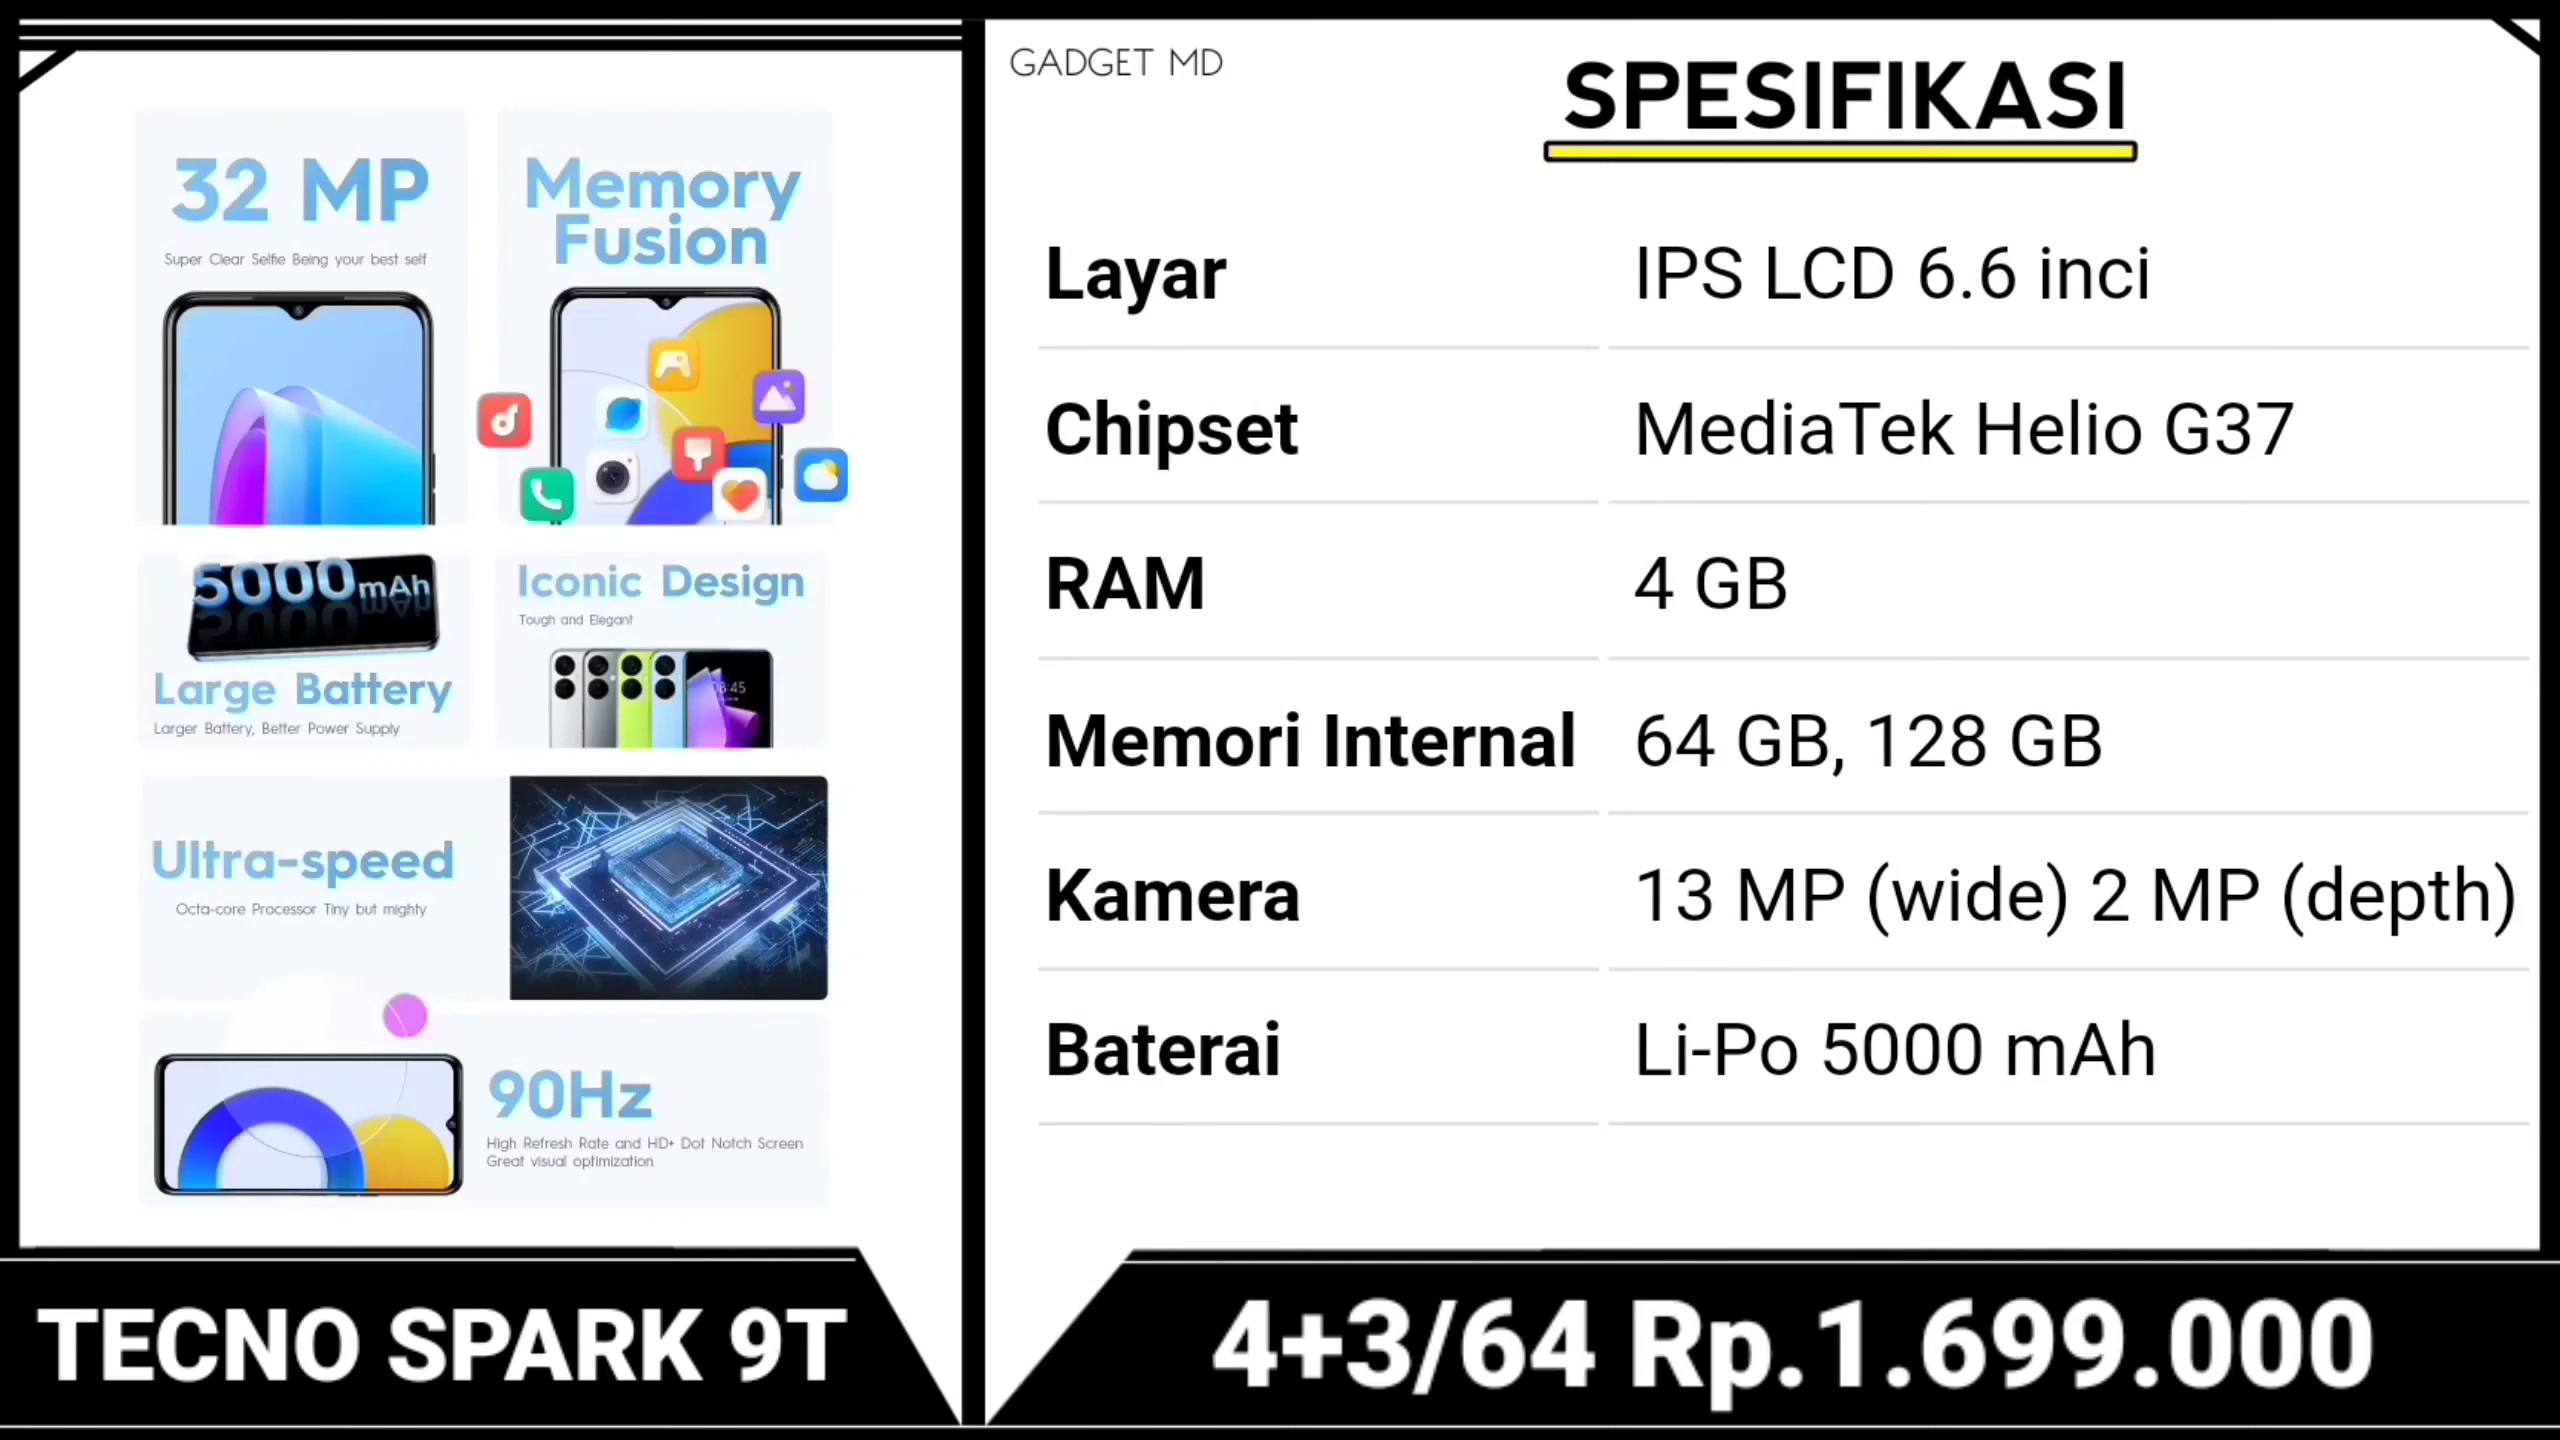 32 MP
Super Clear Selfie Being your best self
Memory
Fusion
5000mAh
Large Battery
Larger Battery, Better Power Supply
Iconic Design
Tough and Elegant
08:45
Ultra-speed
Octa-core Processor Tiny but mighty
90Hz
High Refresh Rate and HD+ Dot Notch Screen
Great visual optimization
TECNO SPARK 9T
GADGET MD
SPESIFIKASI
Layar IPS LCD 6.6 inci
Chipset MediaTek Helio G37
RAM 4 GB
Memori Internal 64 GB, 128 GB
Kamera 13 MP (wide) 2 MP (depth)
Baterai Li-Po 5000 mAh
4+3/64 Rp.1.699.000